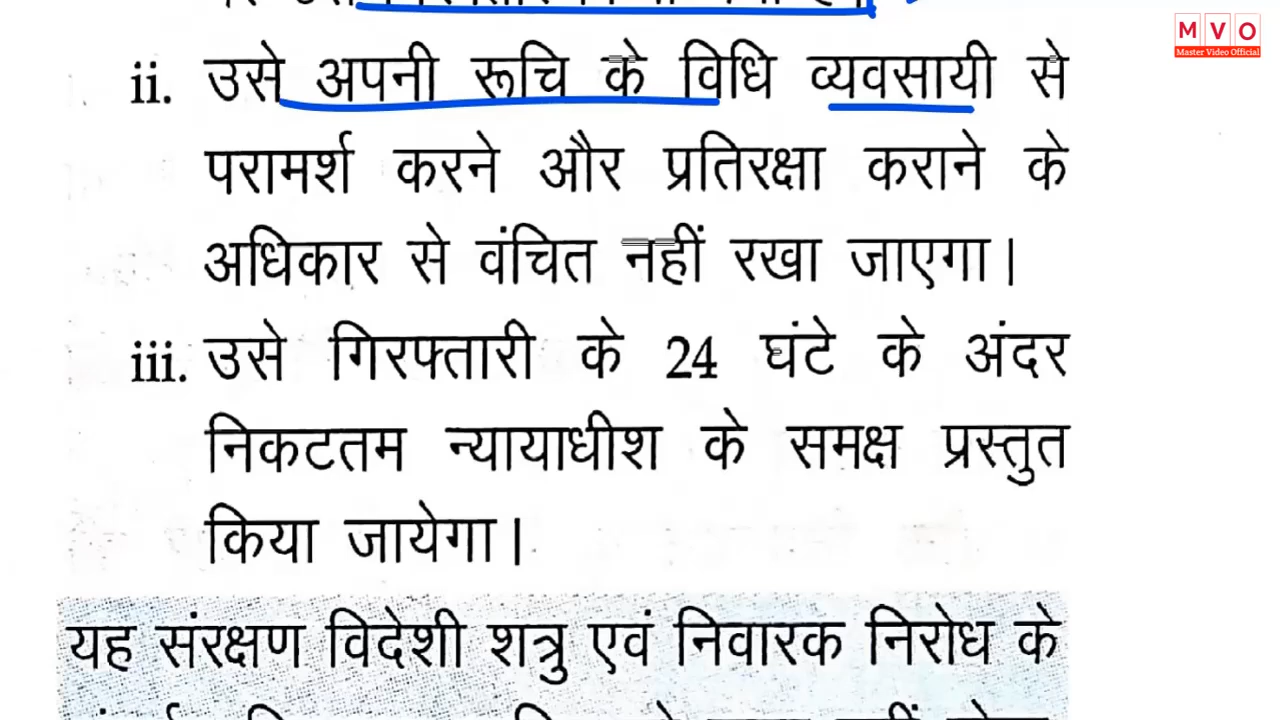 MVO
Master Video Official
ii. उसे अपनी रूचि के विधि व्यवसायी से
परामर्श करने और प्रतिरक्षा कराने के
अधिकार से वंचित नहीं रखा जाएगा।
iii. उसे गिरफ्तारी के 24 घंटे के अंदर
निकटतम न्यायाधीश के समक्ष प्रस्तुत
किया जायेगा।
यह संरक्षण विदेशी शत्रु एवं निवारक निरोध के